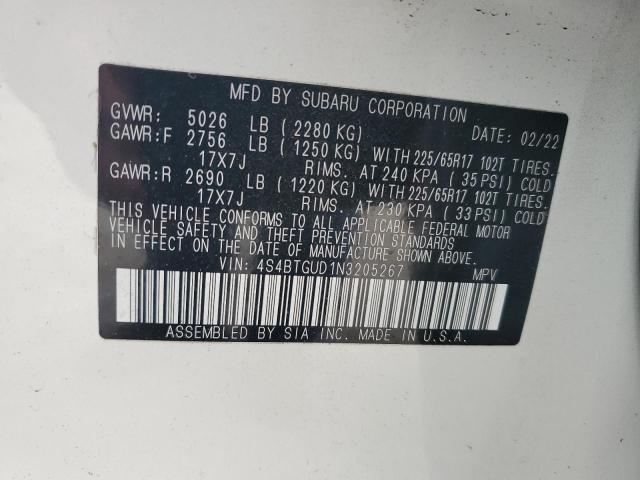 MFD BY SUBARU CORPORATION
GVWR: 5026 LB ( 2280 KG) DATE: 02/22
GAWR:F 2756 LB ( 1250 KG) WITH 225/65R17 102T TIRES.
17X7J RIMS. AT 240 KPA ( 35 PSI) COLD
GAWR:R 2690 LB ( 1220 KG) WITH 225/65R17 102T TIRES.
17X7J RIMS. AT 230 KPA ( 33 PSI) COLD
THIS VEHICLE CONFORMS TO ALL APPLICABLE FEDERAL MOTOR
VEHICLE SAFETY AND THEFT PREVENTION STANDARDS
IN EFFECT ON THE DATE OF MANUFACTURE SHOWN ABOVE.
VIN: 4S4BTGUD1N3205267 MPV
ASSEMBLED BY SIA INC. MADE IN U.S.A.